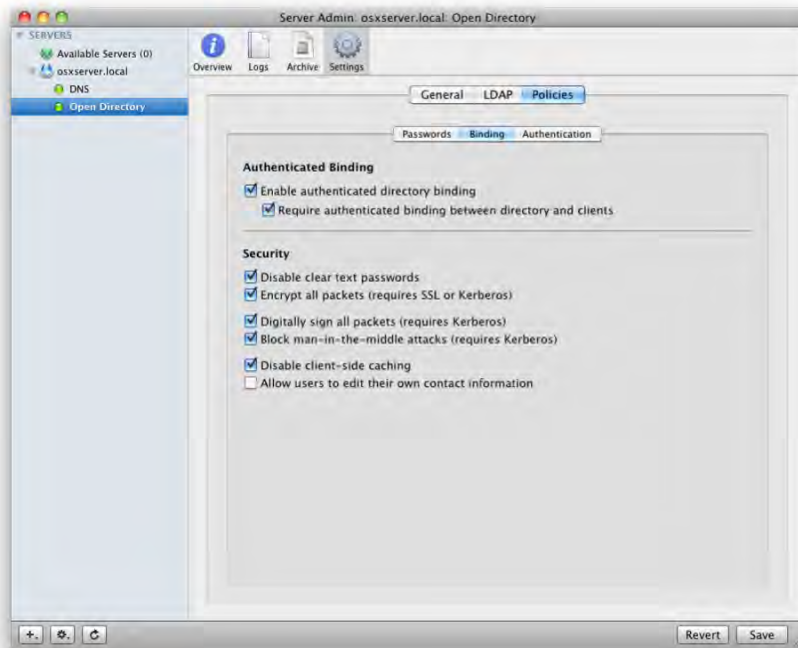 Server Admin: osxserver.local: Open Directory
SERVERS
Available Servers (0)
osxserver.local
DNS
Open Directory
Overview Logs Archive Settings
General LDAP Policies
Passwords Binding Authentication
Authenticated Binding
Enable authenticated directory binding
Require authenticated binding between directory and clients
Security
Disable clear text passwords
Encrypt all packets (requires SSL or Kerberos)
Digitally sign all packets (requires Kerberos)
Block man-in-the-middle attacks (requires Kerberos)
Disable client-side caching
Allow users to edit their own contact information
Revert Save